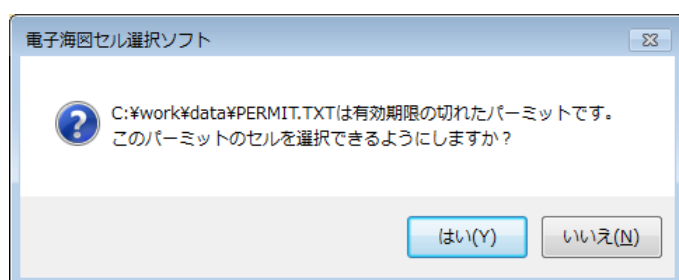 電子海図セル選択ソフト
C:¥work¥data¥PERMIT.TXTは有効期限の切れたパーミットです。
このパーミットのセルを選択できるようにしますか？
はい(Y)
いいえ(N)